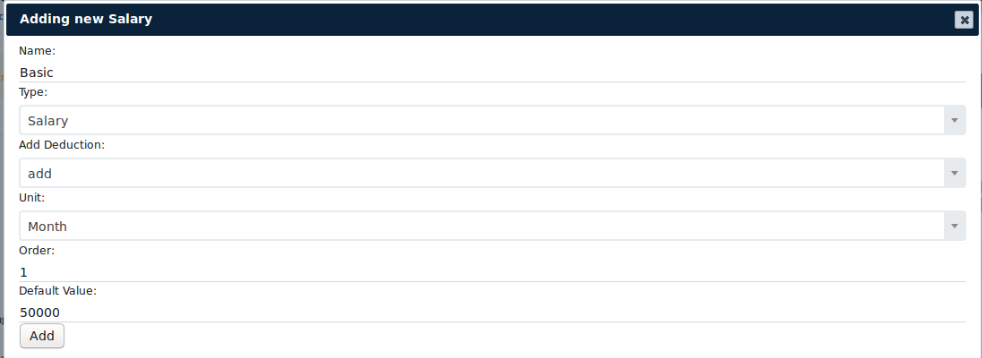 Adding new Salary
Name:
Basic
Type:
Salary
Add Deduction:
add
Unit:
Month
Order:
1
Default Value:
50000
Add